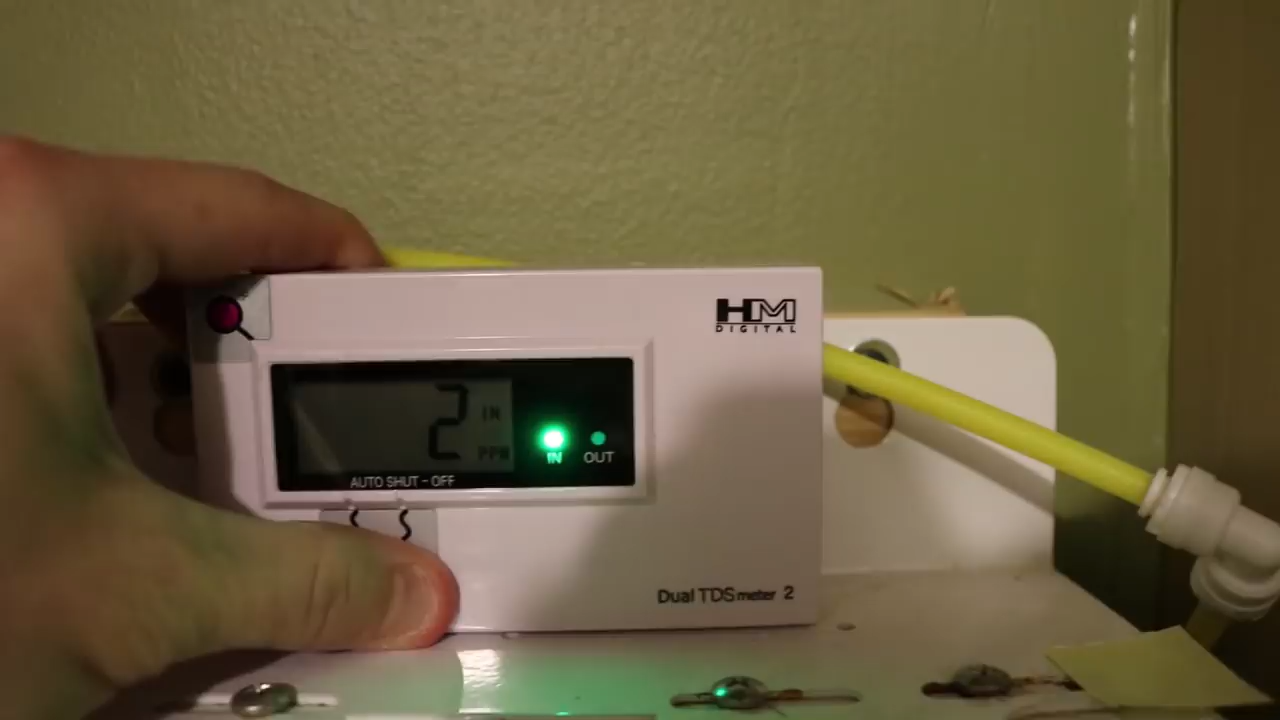 HM
DIGITAL
2 IN
PPM
IN OUT
AUTO SHUT-OFF
Dual TDS meter 2